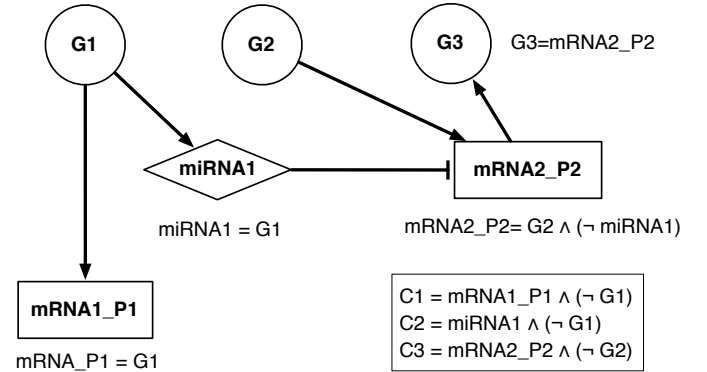 G1
G2
G3
G3=mRNA2_P2
miRNA1
mRNA2_P2
miRNA1 = G1
mRNA2_P2= G2 ∧ (¬ miRNA1)
mRNA1_P1
mRNA_P1 = G1
C1 = mRNA1_P1 ∧ (¬ G1)
C2 = miRNA1 ∧ (¬ G1)
C3 = mRNA2_P2 ∧ (¬ G2)